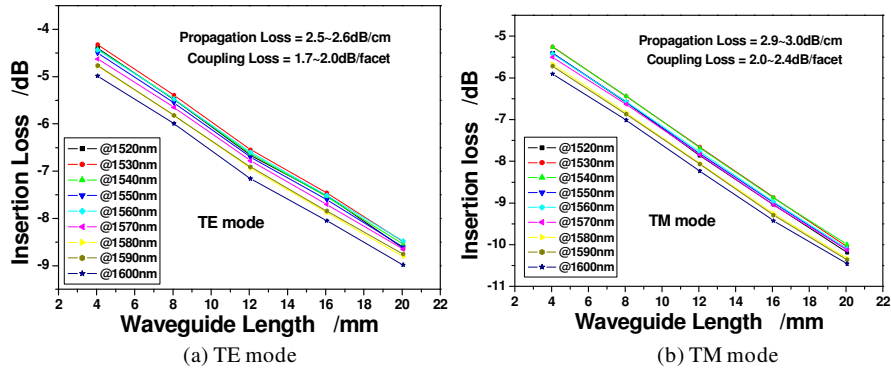 Propagation Loss = 2.5~2.6dB/cm
Coupling Loss = 1.7~2.0dB/facet
Insertion Loss /dB
-4
-5
-6
-7
-8
-9
@1520nm
@1530nm
@1540nm
@1550nm
@1560nm
@1570nm
@1580nm
@1590nm
@1600nm
TE mode
2 4 6 8 10 12 14 16 18 20 22
Waveguide Length /mm
(a) TE mode
Propagation Loss = 2.9~3.0dB/cm
Coupling Loss = 2.0~2.4dB/facet
Insertion loss /dB
-4
-5
-6
-7
-8
-9
-10
-11
@1520nm
@1530nm
@1540nm
@1550nm
@1560nm
@1570nm
@1580nm
@1590nm
@1600nm
TM mode
2 4 6 8 10 12 14 16 18 20 22
Waveguide Length /mm
(b) TM mode